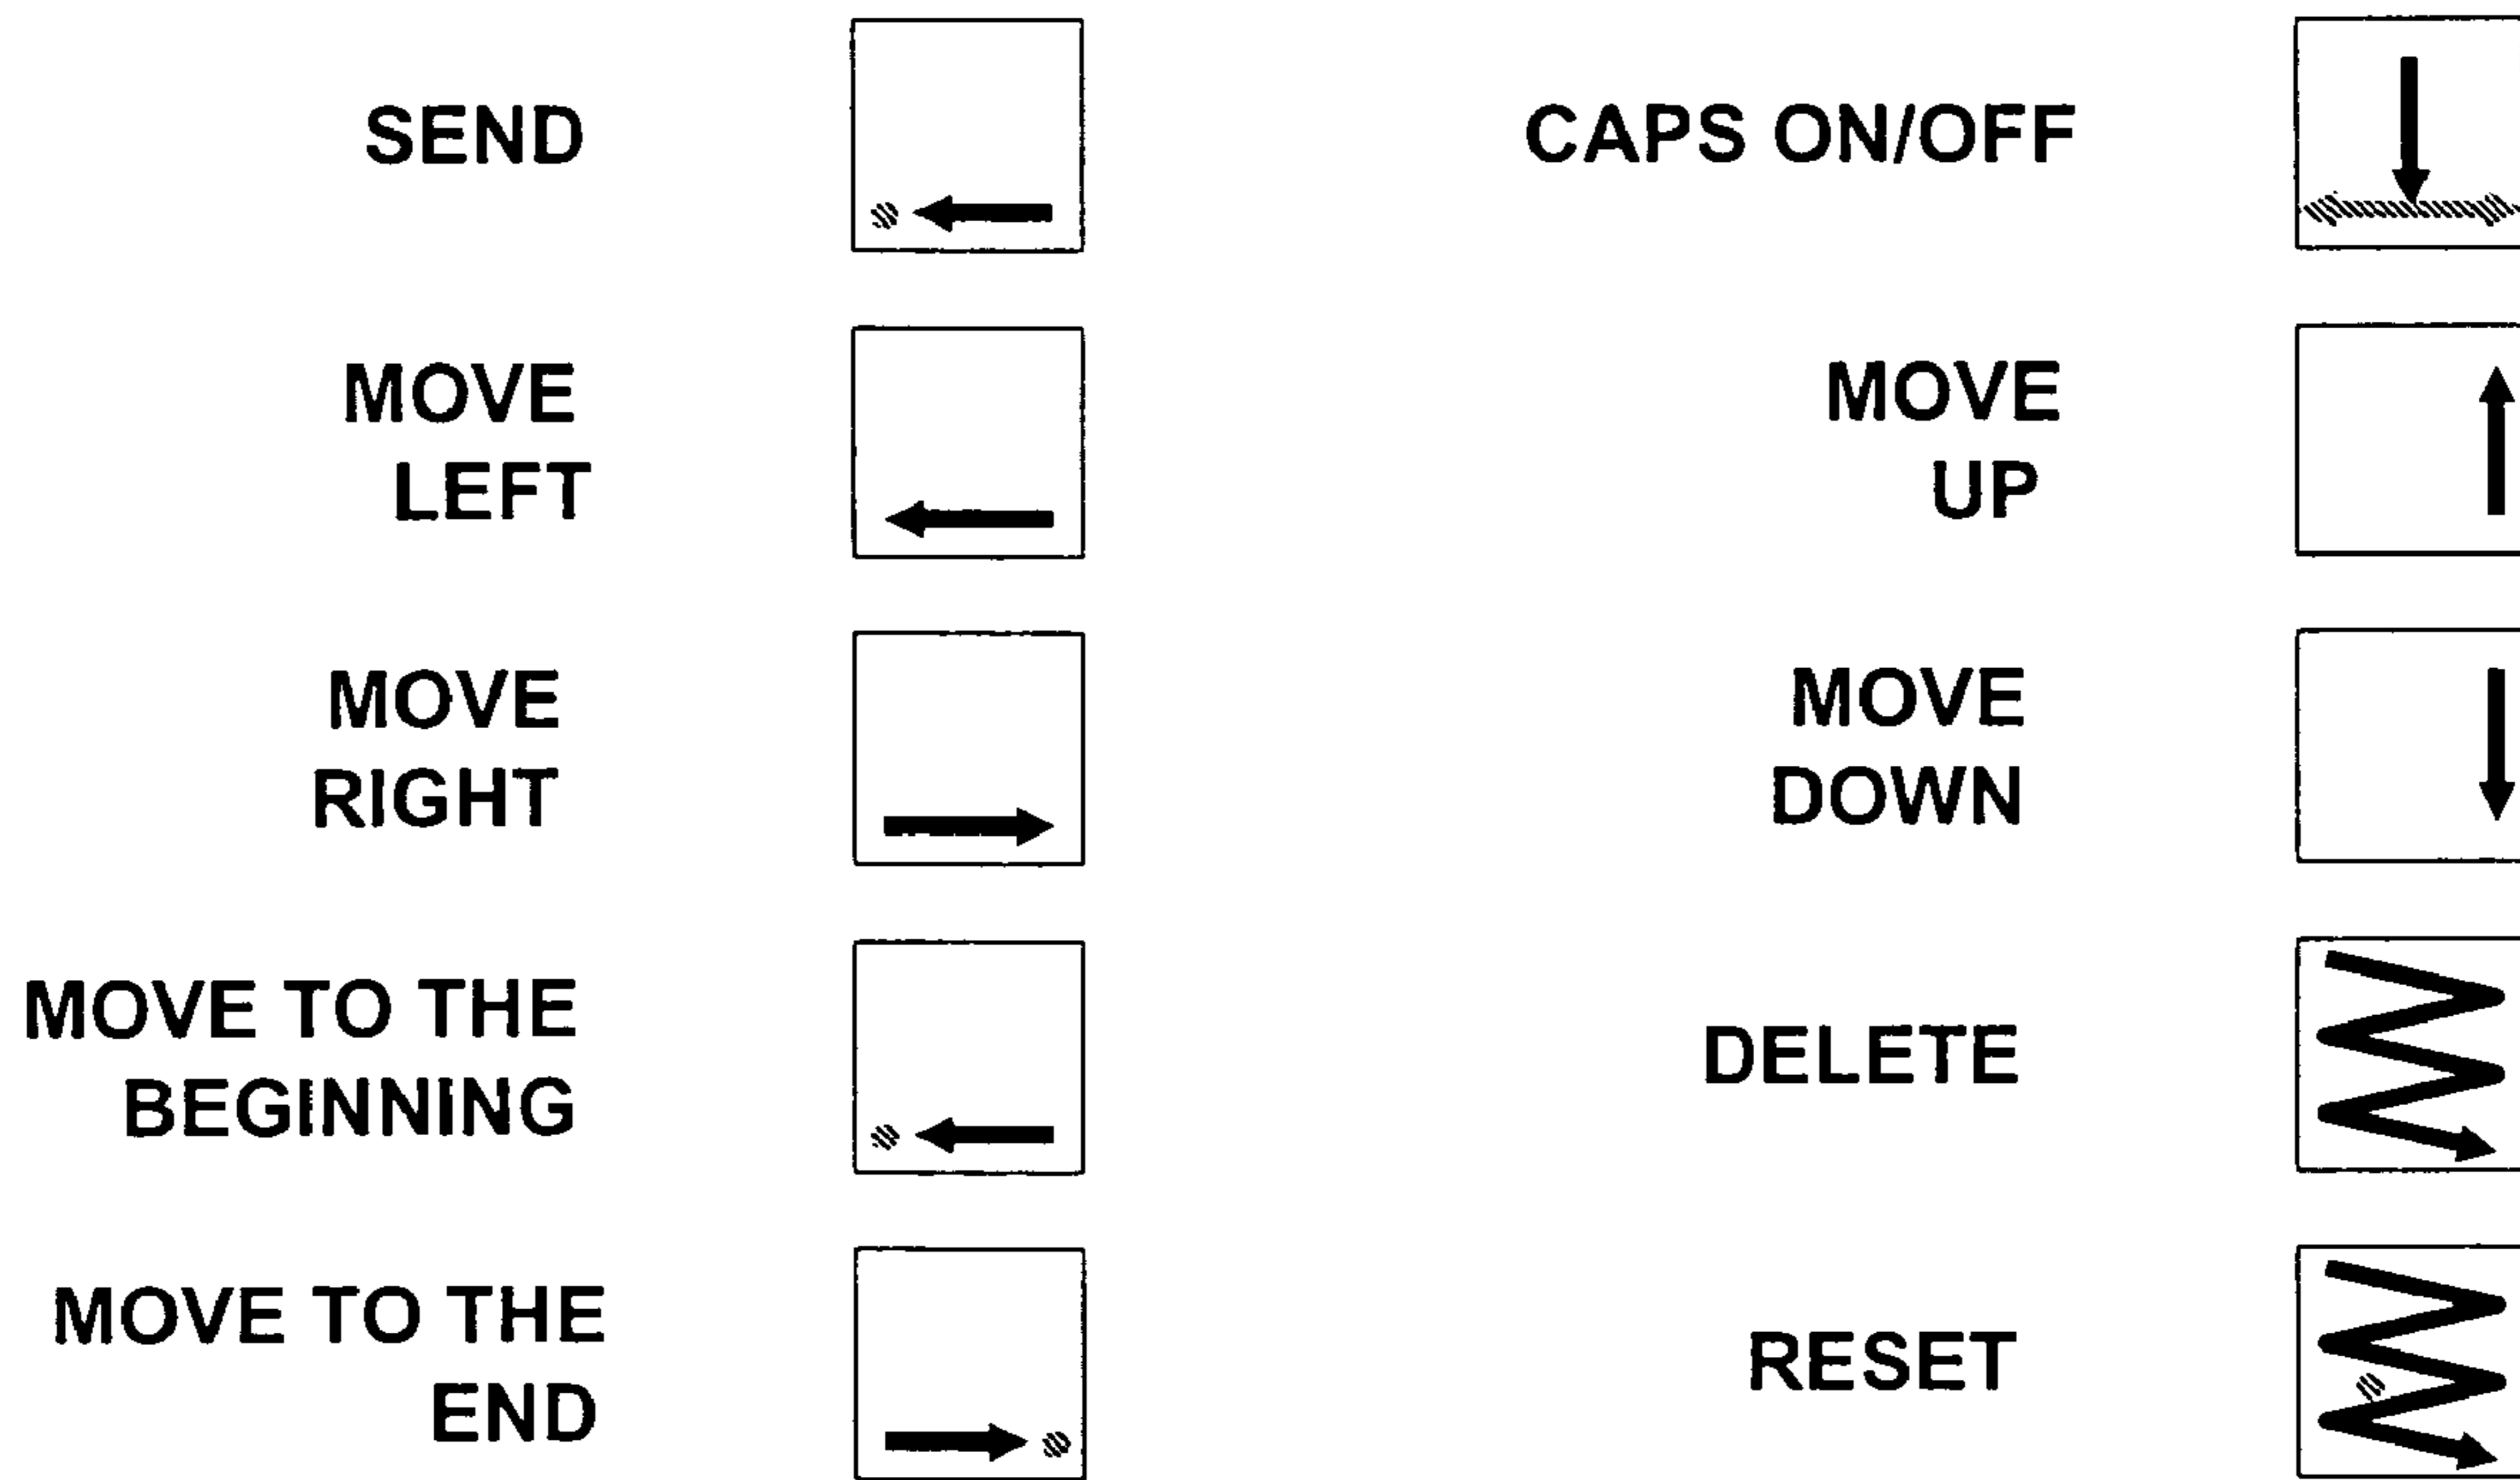 SEND
CAPS ON/OFF
MOVE
LEFT
MOVE
UP
MOVE
RIGHT
MOVE
DOWN
MOVE TO THE
BEGINNING
DELETE
MOVE TO THE
END
RESET